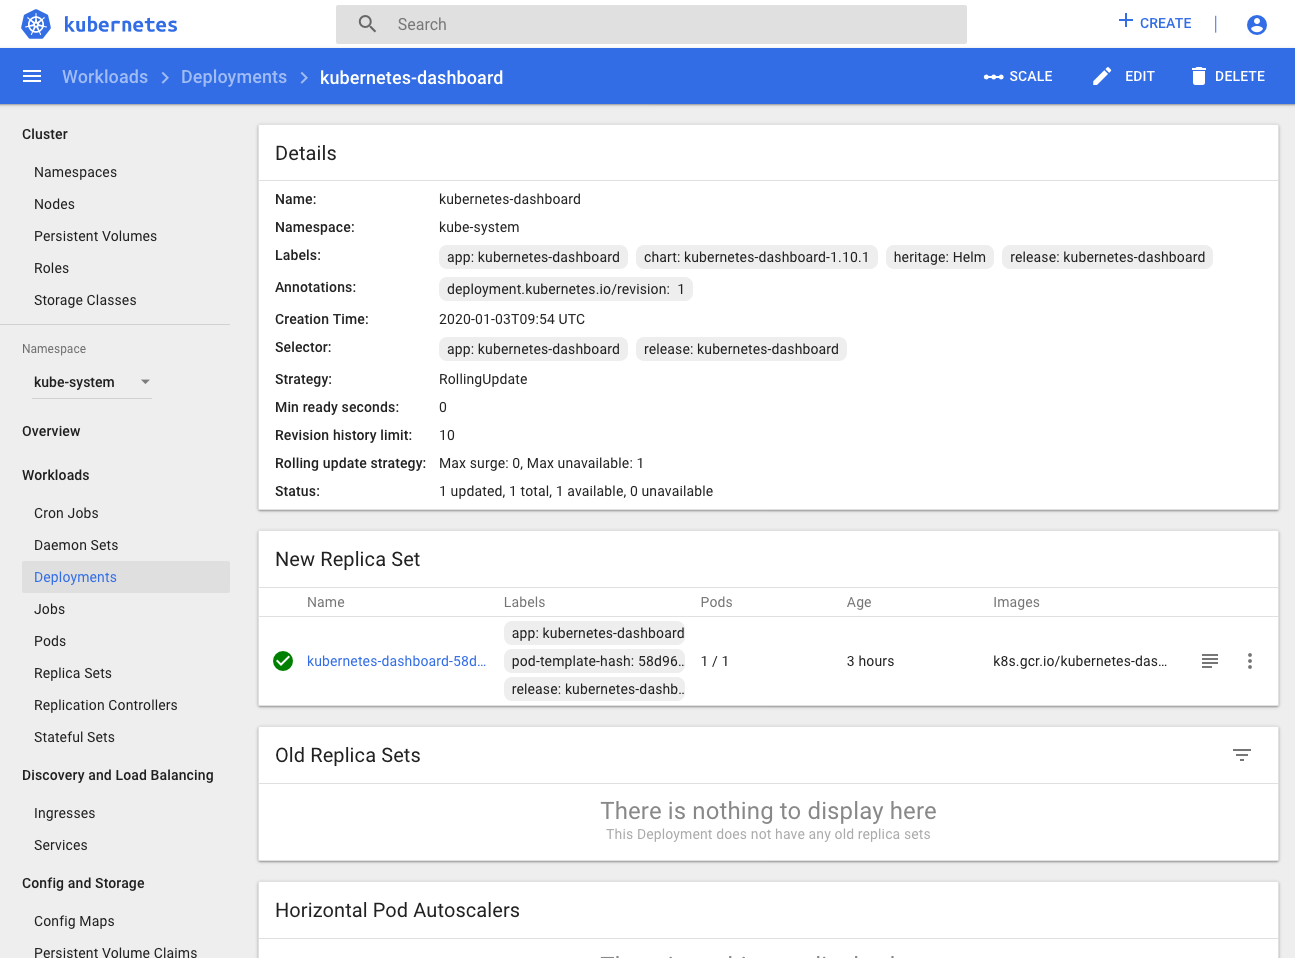 kubernetes
Search
CREATE
Workloads > Deployments > kubernetes-dashboard
SCALE
EDIT
DELETE
Cluster
Namespaces
Nodes
Persistent Volumes
Roles
Storage Classes
Namespace
kube-system
Overview
Workloads
Cron Jobs
Daemon Sets
Deployments
Jobs
Pods
Replica Sets
Replication Controllers
Stateful Sets
Discovery and Load Balancing
Ingresses
Services
Config and Storage
Config Maps
Persistent Volume Claims
Details
Name: kubernetes-dashboard
Namespace: kube-system
Labels: app: kubernetes-dashboard chart: kubernetes-dashboard-1.10.1 heritage: Helm release: kubernetes-dashboard
Annotations: deployment.kubernetes.io/revision: 1
Creation Time: 2020-01-03T09:54 UTC
Selector: app: kubernetes-dashboard release: kubernetes-dashboard
Strategy: RollingUpdate
Min ready seconds: 0
Revision history limit: 10
Rolling update strategy: Max surge: 0, Max unavailable: 1
Status: 1 updated, 1 total, 1 available, 0 unavailable
New Replica Set
Name Labels Pods Age Images
app: kubernetes-dashboard
kubernetes-dashboard-58d... pod-template-hash: 58d96.. 1 / 1 3 hours k8s.gcr.io/kubernetes-das...
release: kubernetes-dashb..
Old Replica Sets
There is nothing to display here
This Deployment does not have any old replica sets
Horizontal Pod Autoscalers